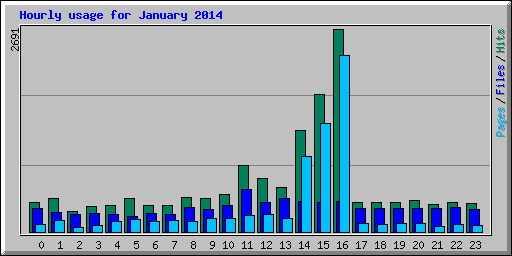 Hourly usage for January 2014
2691
Pages / Files / Hits
0 1 2 3 4 5 6 7 8 9 10 11 12 13 14 15 16 17 18 19 20 21 22 23